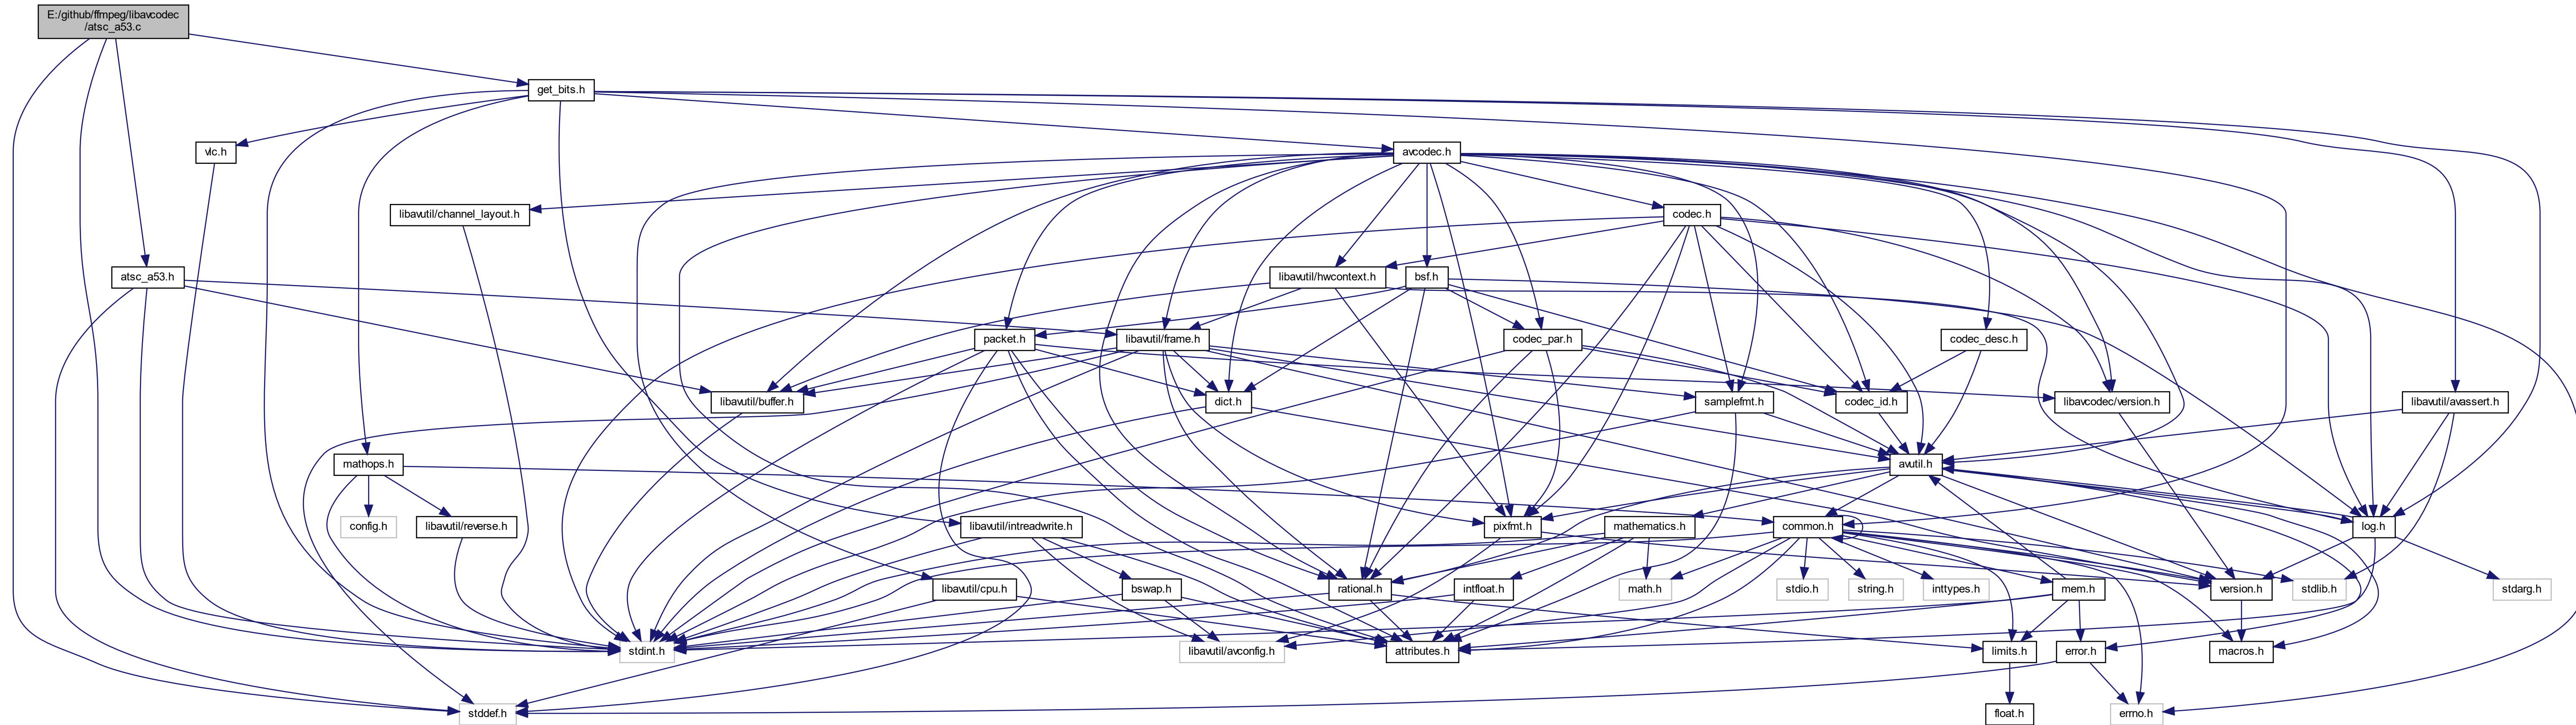 E:/github/ffmpeg/libavcodec
/atsc_a53.c
get_bits.h
vlc.h
avcodec.h
libavutil/channel_layout.h
codec.h
atsc_a53.h
libavutil/hwcontext.h
bsf.h
packet.h
libavutil/frame.h
codec_par.h
codec_desc.h
libavutil/buffer.h
dict.h
samplefmt.h
codec_id.h
libavcodec/version.h
libavutil/avassert.h
mathops.h
avutil.h
config.h
libavutil/reverse.h
libavutil/intreadwrite.h
pixfmt.h
mathematics.h
common.h
log.h
libavutil/cpu.h
bswap.h
rational.h
intfloat.h
math.h
stdio.h
string.h
inttypes.h
mem.h
version.h
stdlib.h
stdarg.h
stdint.h
libavutil/avconfig.h
attributes.h
limits.h
error.h
macros.h
stddef.h
float.h
errno.h